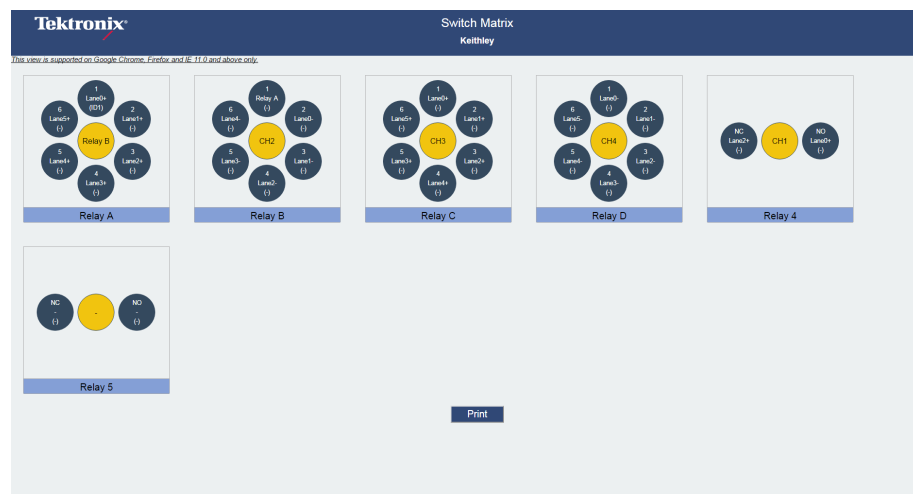 Tektronix®
Switch Matrix
Keithley
This view is supported on Google Chrome, Firefox and IE 11.0 and above only.
1
Lane0+
(ID1)
2
Lane1+
(-)
3
Lane2+
(-)
4
Lane3+
(-)
5
Lane4+
(-)
6
Lane5+
(-)
Relay B
Relay A
1
Relay A
(-)
2
Lane0-
(-)
3
Lane1-
(-)
4
Lane2-
(-)
5
Lane3-
(-)
6
Lane4-
(-)
CH2
Relay B
1
Lane0+
(-)
2
Lane1+
(-)
3
Lane2+
(-)
4
Lane4+
(-)
5
Lane3+
(-)
6
Lane5+
(-)
CH3
Relay C
1
Lane0-
(-)
2
Lane1-
(-)
3
Lane2-
(-)
4
Lane3-
(-)
5
Lane4-
(-)
6
Lane5-
(-)
CH4
Relay D
NC
Lane2+
(-)
CH1
NO
Lane0+
(-)
Relay 4
NC
-
(-)
-
NO
-
(-)
Relay 5
Print